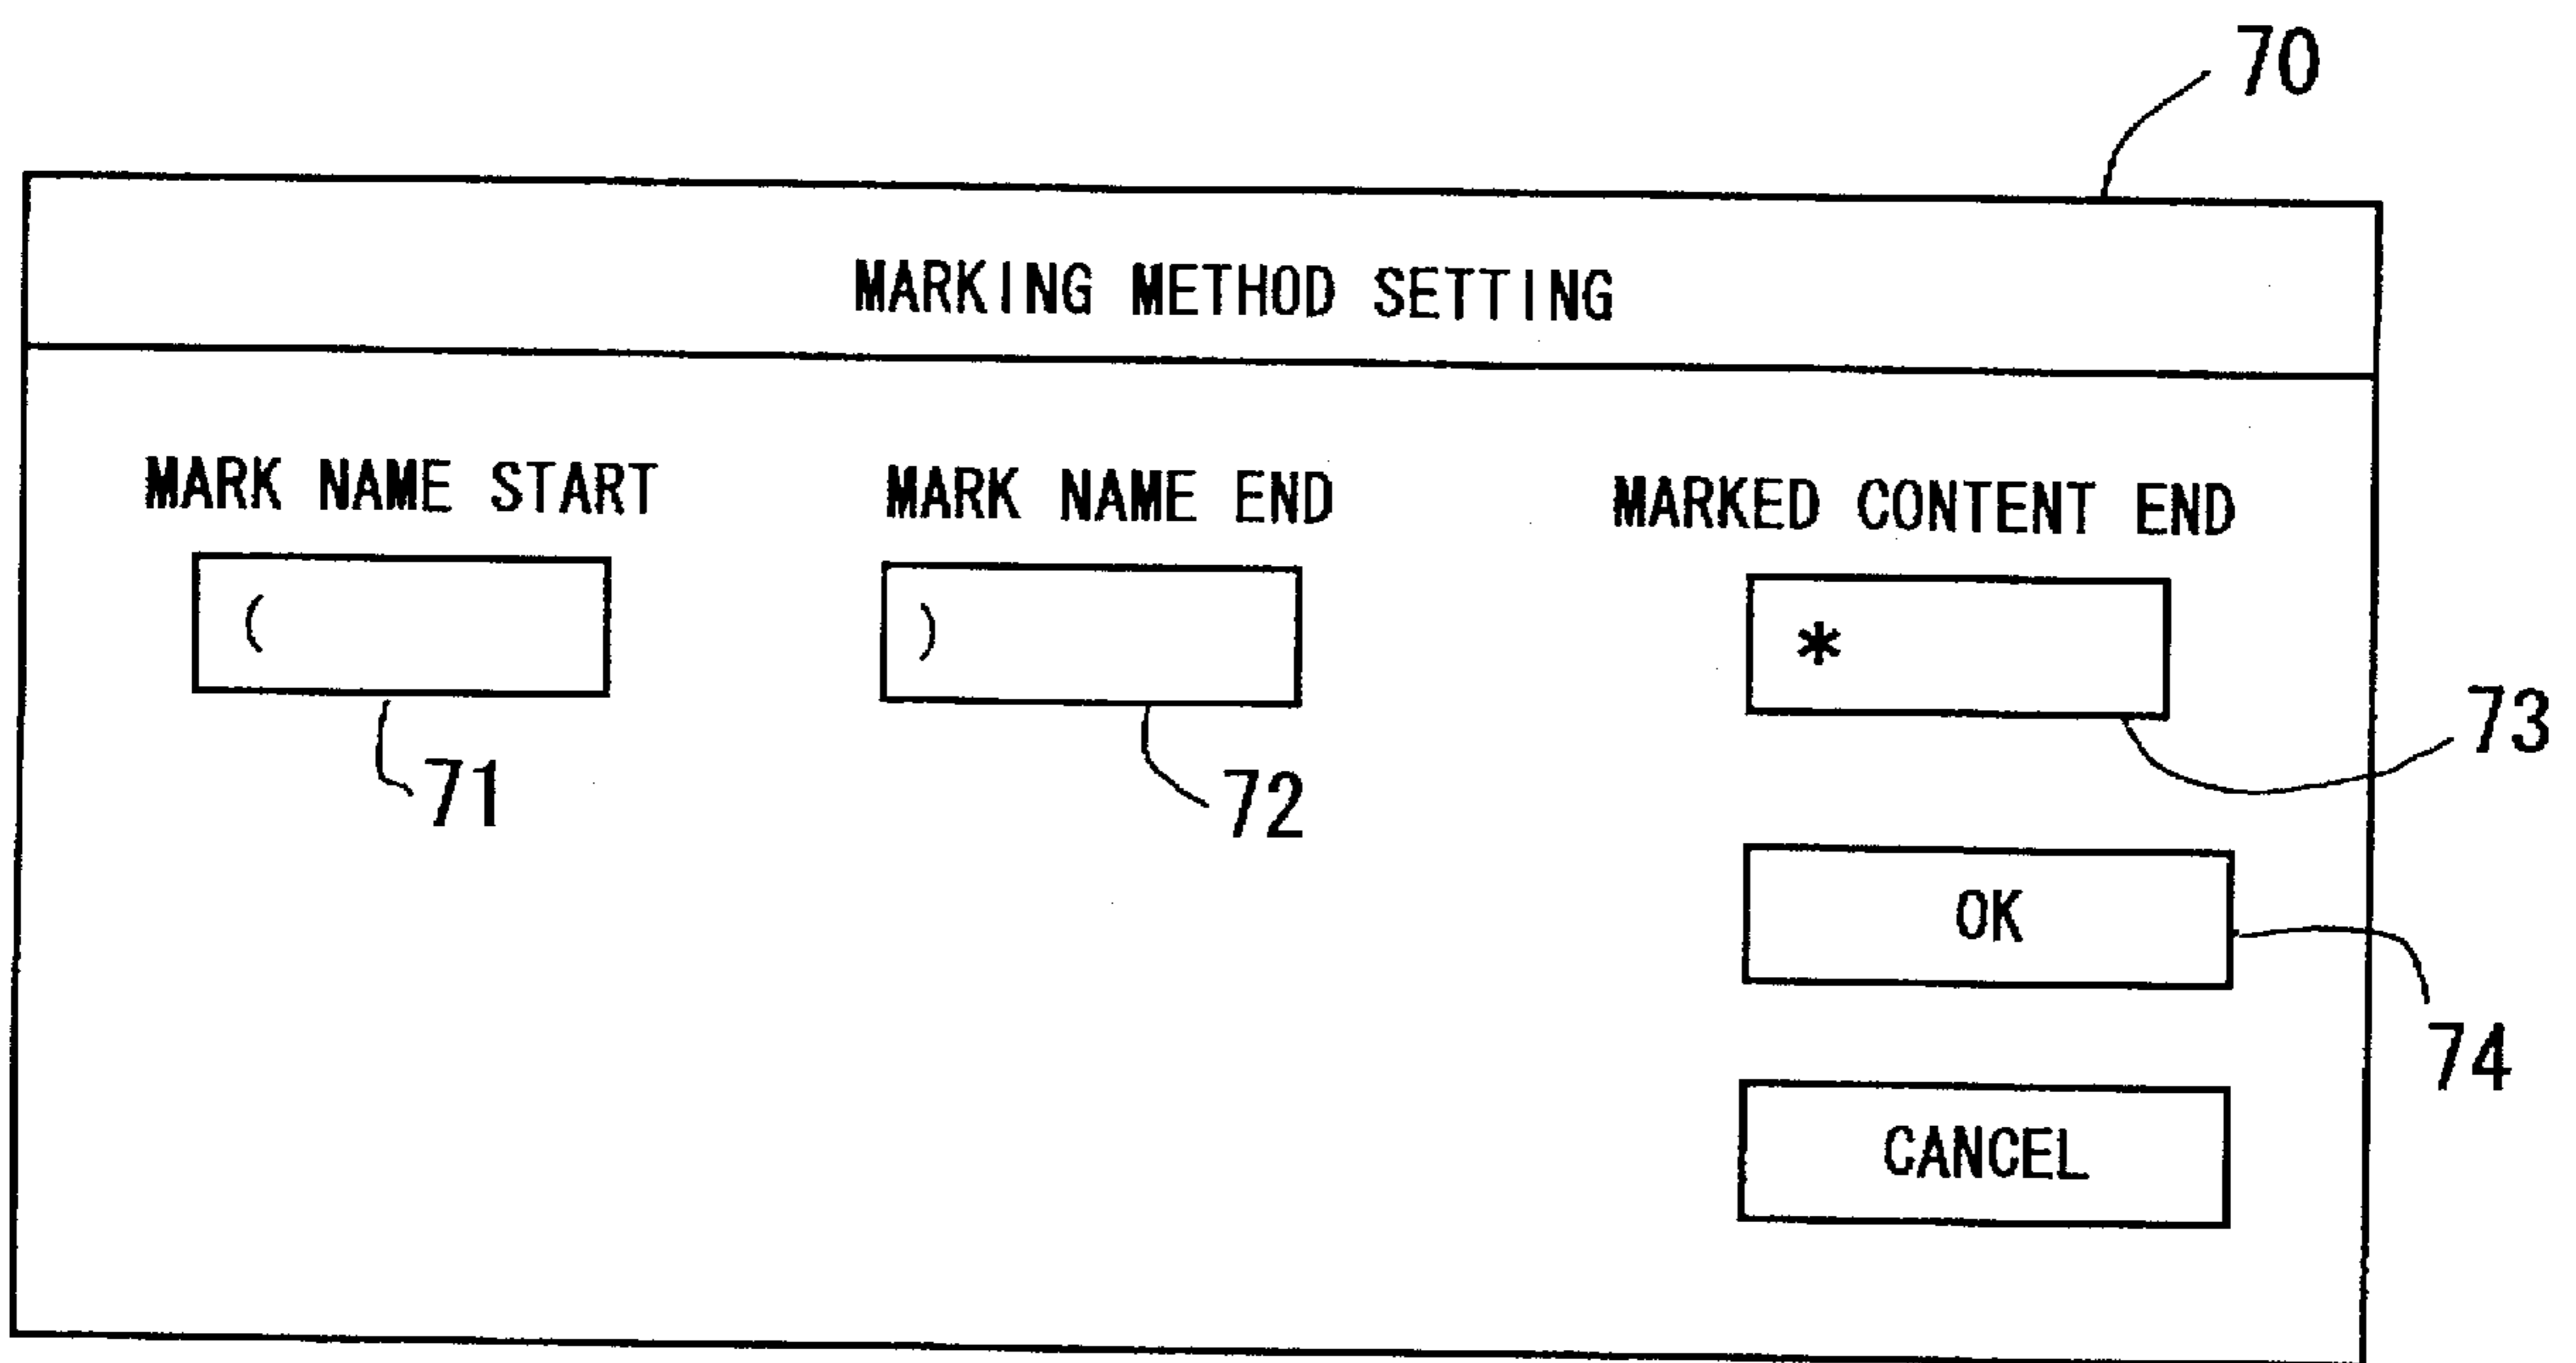 70
MARKING METHOD SETTING
MARK NAME START MARK NAME END MARKED CONTENT END
( ) *
71 72 73
OK
74
CANCEL